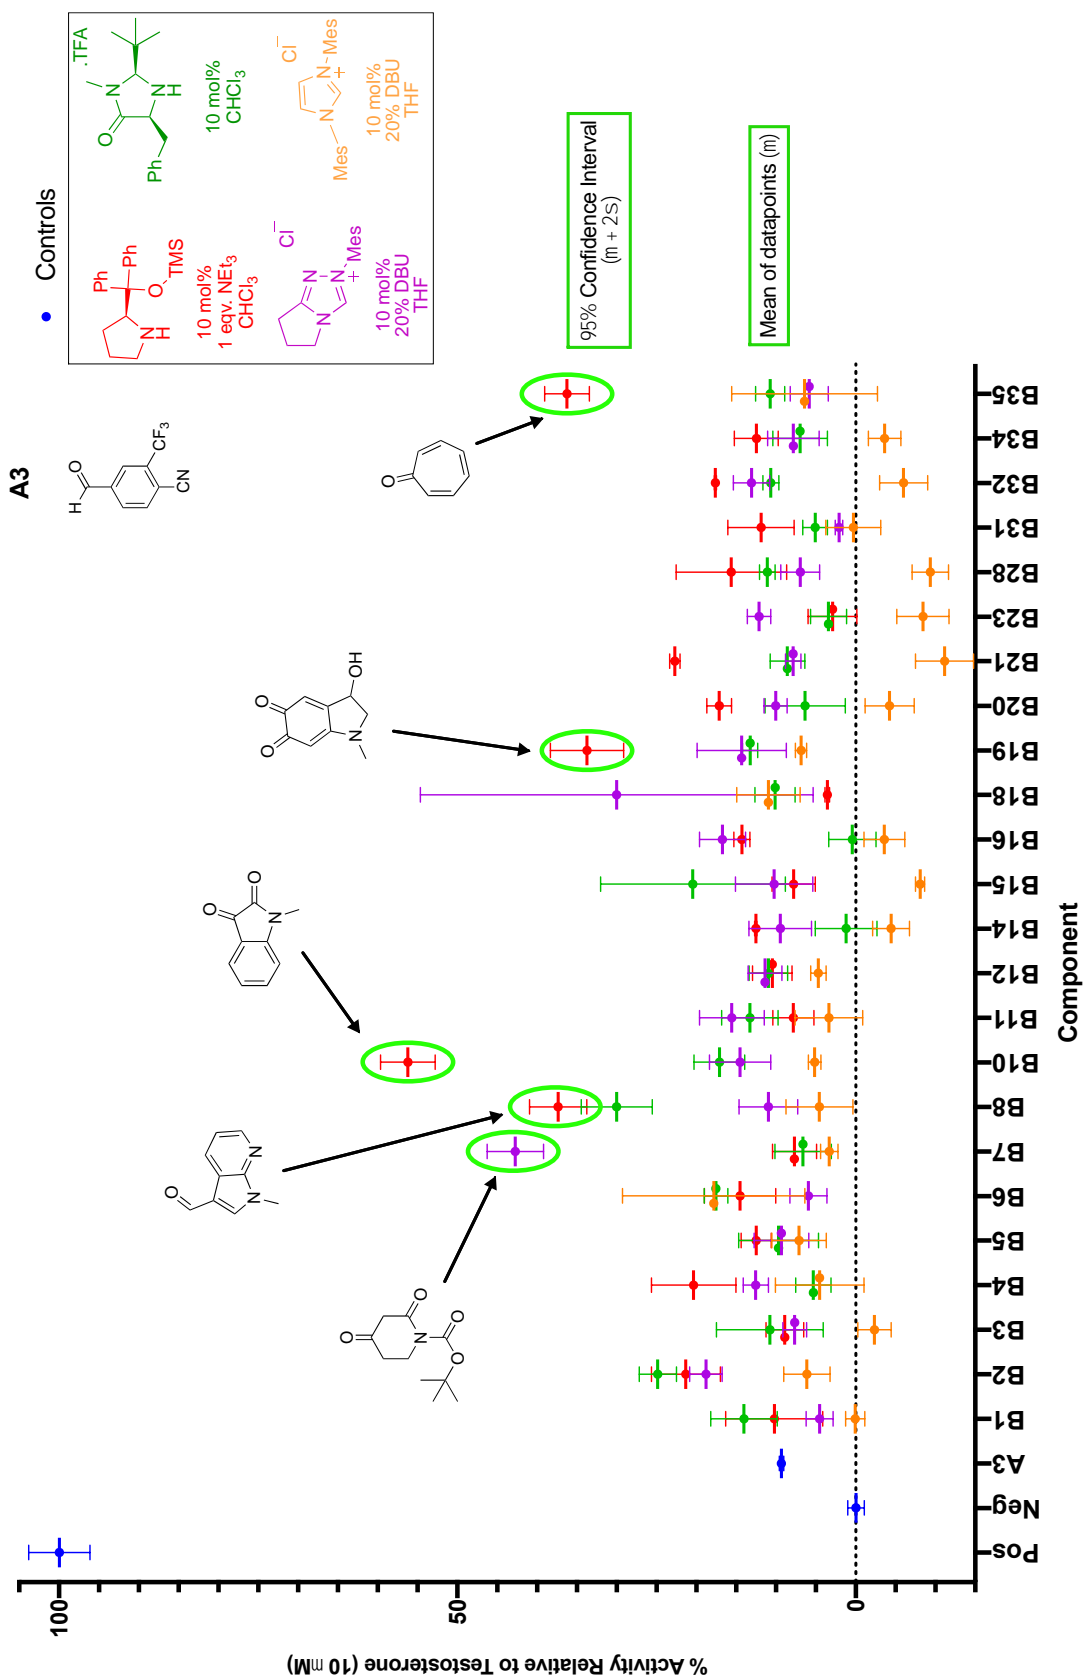 A3
Controls
Ph
Ph
O
TMS
NH
10 mol%
1 eqv. NEt3
CHCl3
.TFA
N
O
NH
Ph
10 mol%
CHCl3
Cl−
N
N
N
+
Mes
10 mol%
20% DBU
THF
Cl−
Mes
N
N
+
Mes
10 mol%
20% DBU
THF
H
O
CF3
CN
O
O
N
O
O
O
N
N
O
O
O
N
O
O
N
OH
O
95% Confidence Interval
(m + 2s)
Mean of datapoints (m)
% Activity Relative to Testosterone (10 mM)
100
50
0
Pos
Neg
A3
B1
B2
B3
B4
B5
B6
B7
B8
B10
B11
B12
B14
B15
B16
B18
B19
B20
B21
B23
B28
B31
B32
B34
B35
Component